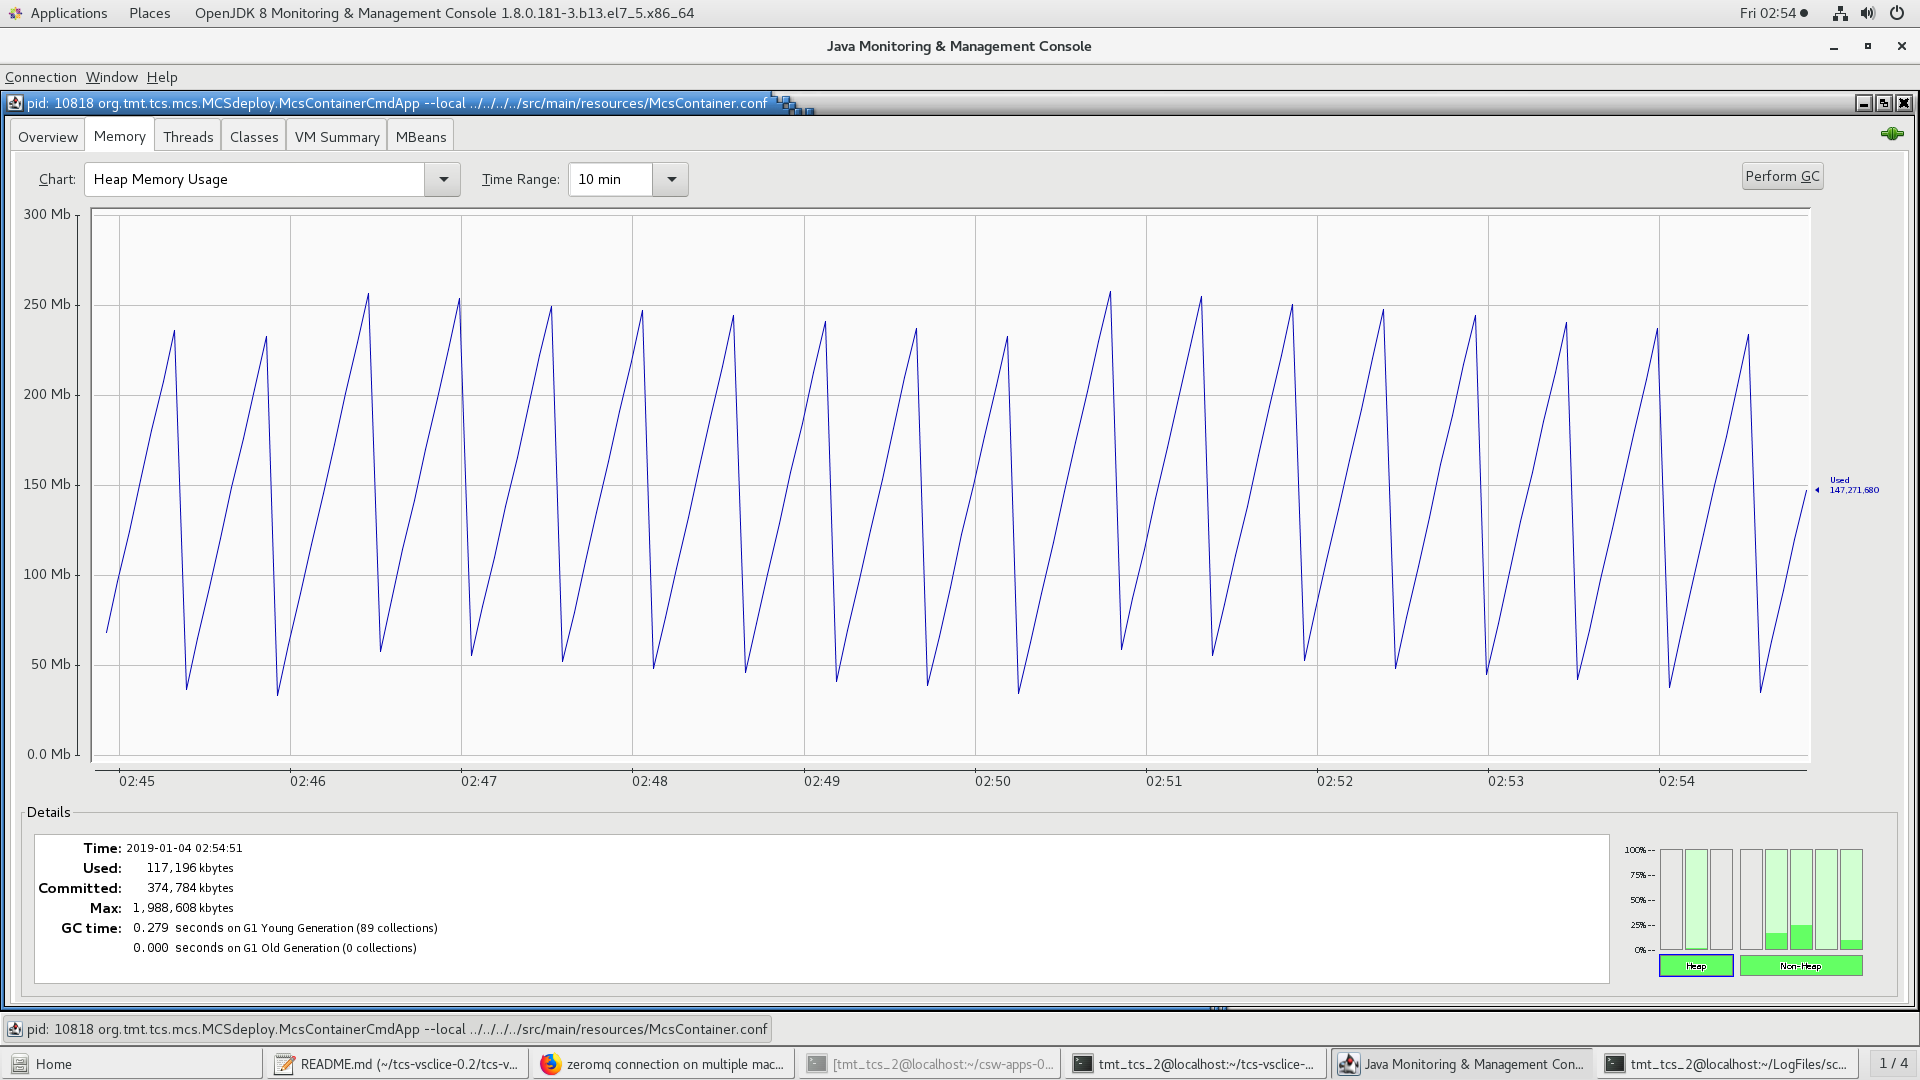 Applications Places OpenJDK 8 Monitoring & Management Console 1.8.0.181-3.b13.el7_5.x86_64 Fri 02:54
Java Monitoring & Management Console
Connection Window Help
pid: 10818 org.tmt.tcs.mcs.MCSdeploy.McsContainerCmdApp --local ../../../../src/main/resources/McsContainer.conf
Overview Memory Threads Classes VM Summary MBeans
Chart: Heap Memory Usage Time Range: 10 min Perform GC
300 Mb
250 Mb
200 Mb
150 Mb
100 Mb
50 Mb
0.0 Mb
Used
147,271,680
02:45 02:46 02:47 02:48 02:49 02:50 02:51 02:52 02:53 02:54
Details
Time: 2019-01-04 02:54:51
Used: 117,196 kbytes
Committed: 374,784 kbytes
Max: 1,988,608 kbytes
GC time: 0.279 seconds on G1 Young Generation (89 collections)
0.000 seconds on G1 Old Generation (0 collections)
100%
75%
50%
25%
0%
Heap Non-Heap
pid: 10818 org.tmt.tcs.mcs.MCSdeploy.McsContainerCmdApp --local ../../../../src/main/resources/McsContainer.conf
Home README.md (~/tcs-vsclice-0.2/tcs-v... zeromq connection on multiple mac... [tmt_tcs_2@localhost:~/csw-apps-0... tmt_tcs_2@localhost:~/tcs-vsclice-... Java Monitoring & Management Con... tmt_tcs_2@localhost:~/LogFiles/sc... 1 / 4